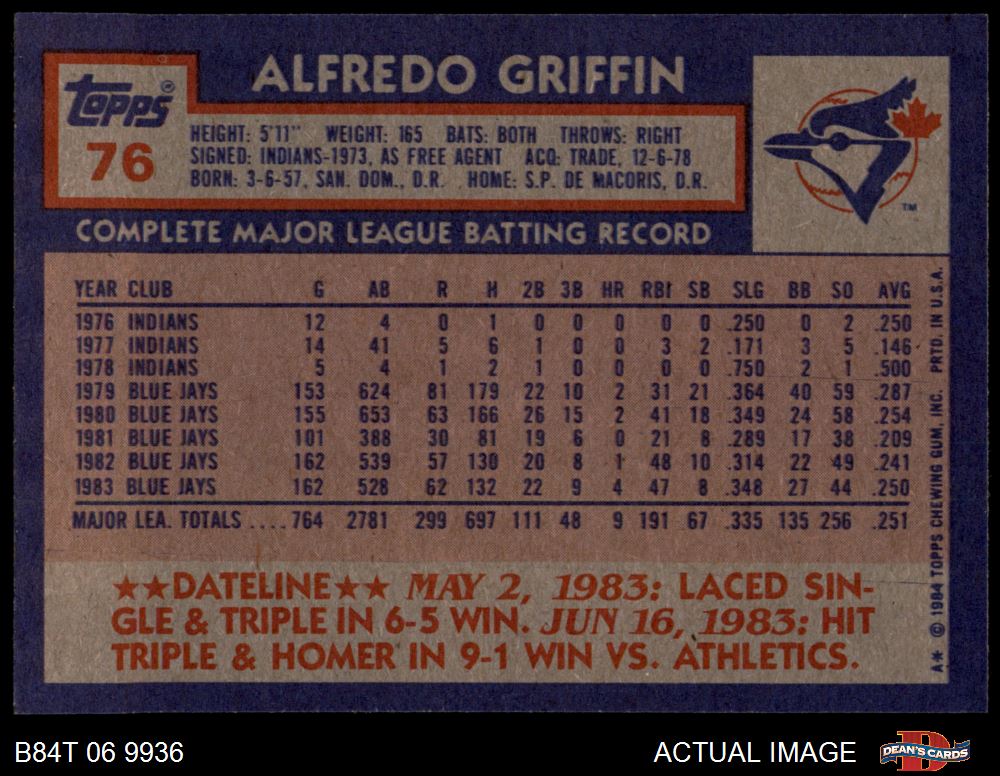 ALFREDO GRIFFIN
Topps®
76
HEIGHT: 5'11" WEIGHT: 165 BATS: BOTH THROWS: RIGHT
SIGNED: INDIANS-1973, AS FREE AGENT ACQ: TRADE, 12-6-78
BORN: 3-6-57, SAN. DOM., D.R. HOME: S.P. DE MACORIS, D.R.
TM
COMPLETE MAJOR LEAGUE BATTING RECORD
YEAR CLUB G AB R H 2B 3B HR RBI SB SLG BB SO AVG
1976 INDIANS 12 4 0 1 0 0 0 0 0 .250 0 2 .250
1977 INDIANS 14 41 5 6 1 0 0 3 2 .171 3 5 .146
1978 INDIANS 5 4 1 2 1 0 0 0 0 .750 2 1 .500
1979 BLUE JAYS 153 624 81 179 22 10 2 31 21 .364 40 59 .287
1980 BLUE JAYS 155 653 63 166 26 15 2 41 18 .349 24 58 .254
1981 BLUE JAYS 101 388 30 81 19 6 0 21 8 .289 17 38 .209
1982 BLUE JAYS 162 539 57 130 20 8 1 48 10 .314 22 49 .241
1983 BLUE JAYS 162 528 62 132 22 9 4 47 8 .348 27 44 .250
MAJOR LEA. TOTALS ....764 2781 299 697 111 48 9 191 67 .335 135 256 .251
★★DATELINE★★ MAY 2, 1983: LACED SIN-
GLE & TRIPLE IN 6-5 WIN. JUN 16, 1983: HIT
TRIPLE & HOMER IN 9-1 WIN VS. ATHLETICS.
A* © 1984 TOPPS CHEWING GUM, INC. PRTD. IN U.S.A.
B84T 06 9936
ACTUAL IMAGE
DEAN'S CARDS